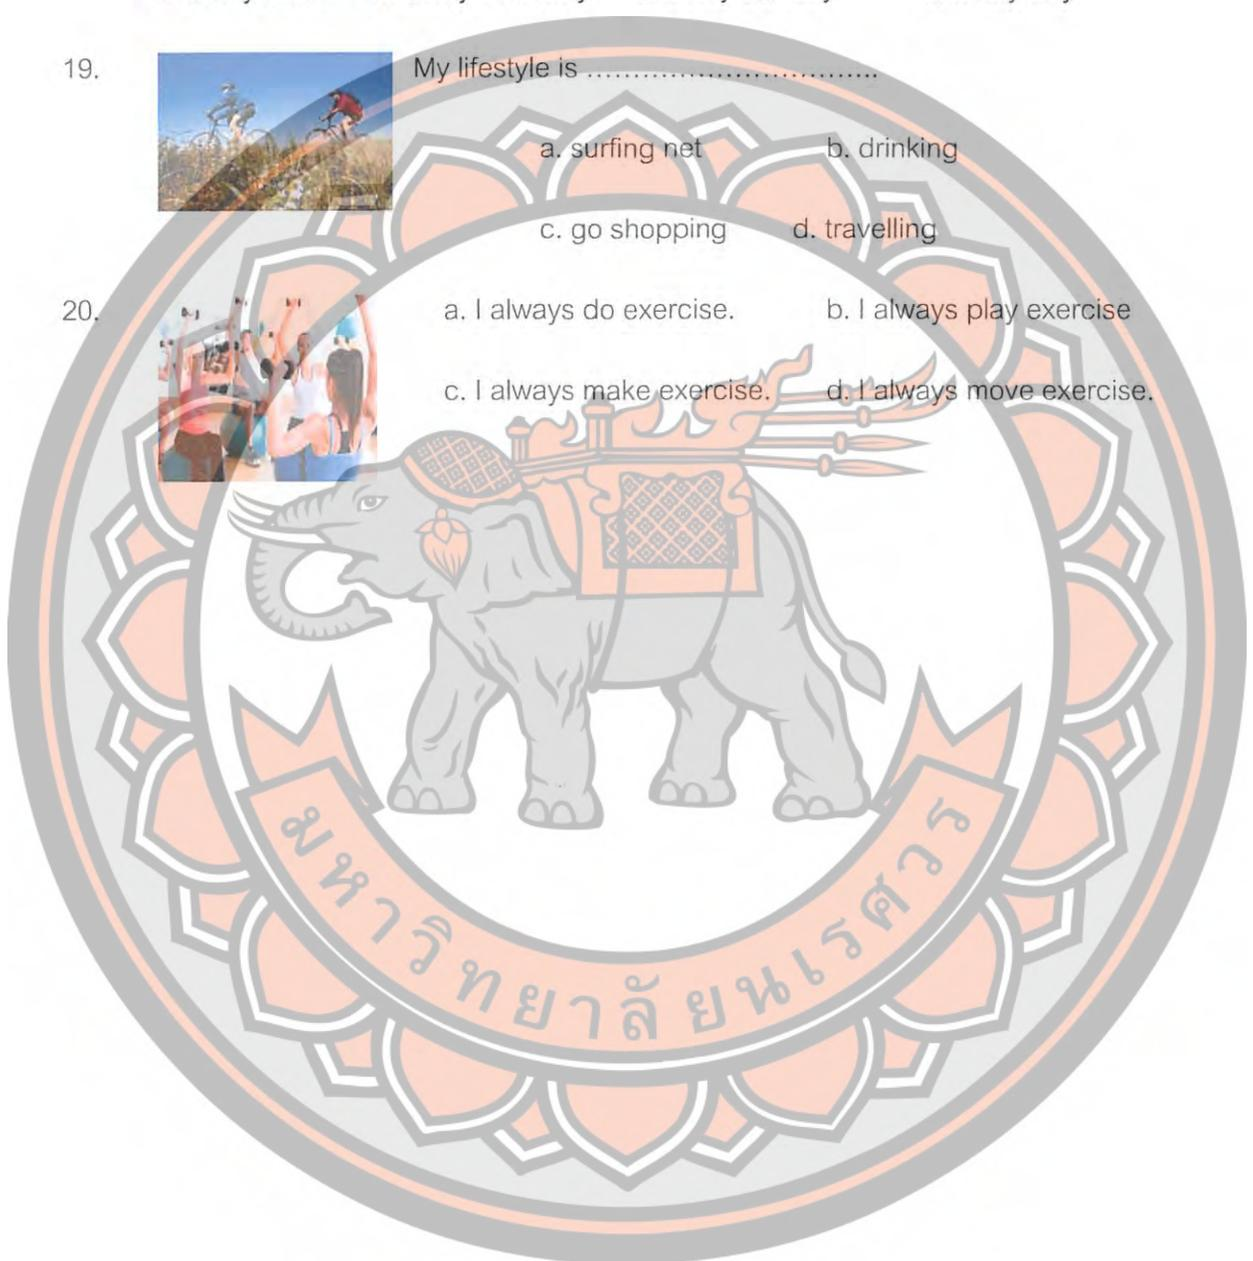 19. My lifestyle is ……………………………..
a. surfing net b. drinking
c. go shopping d. travelling
20. a. I always do exercise. b. I always play exercise
c. I always make exercise. d. I always move exercise.
มหาวิทยาลัยนเรศวร